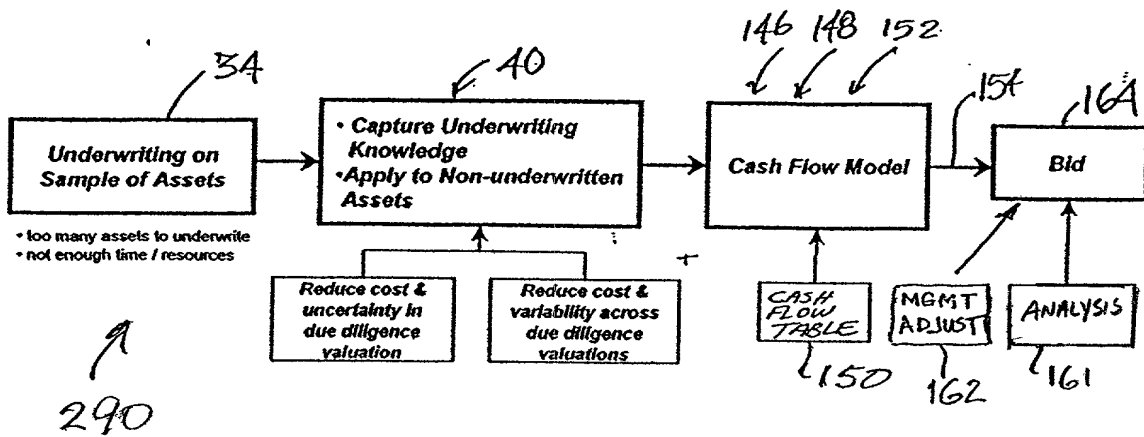 146 148 152
34
40
154
164
Underwriting on
Sample of Assets
• Capture Underwriting
Knowledge
• Apply to Non-underwritten
Assets
Cash Flow Model
Bid
• too many assets to underwrite
• not enough time / resources
Reduce cost &
uncertainty in
due diligence
valuation
Reduce cost &
variability across
due diligence
valuations
CASH
FLOW
TABLE
MGMT
ADJUST
ANALYSIS
150
162
161
290